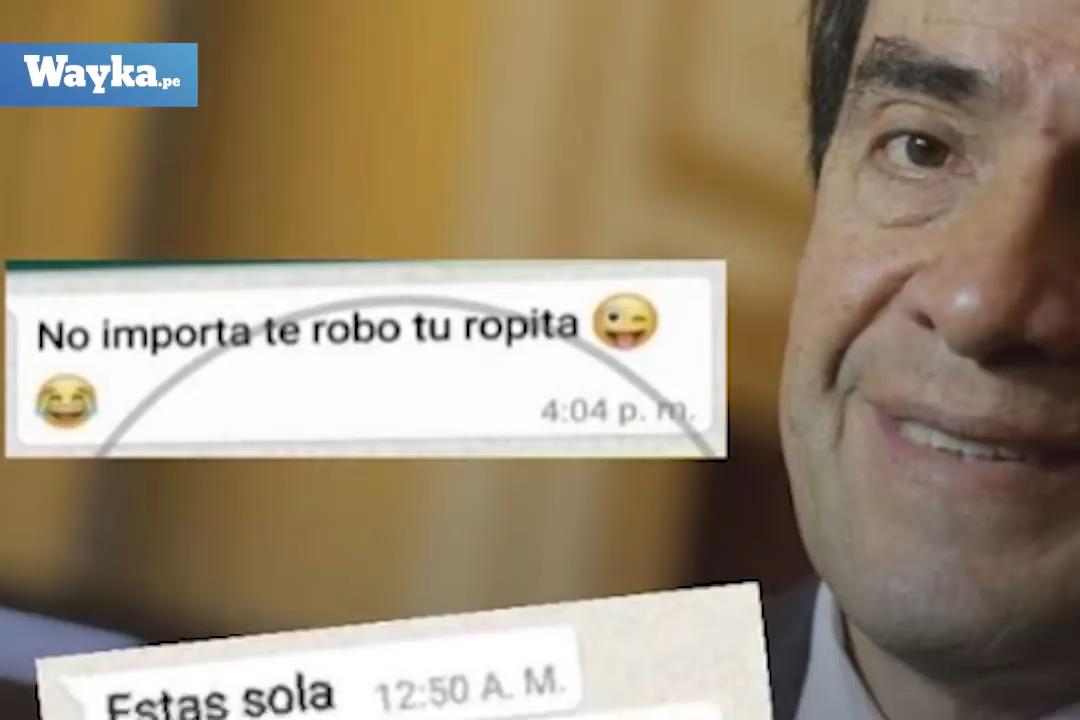 Wayka.pe
No importa te robo tu ropita 😜
😂
4:04 p. m.
Estas sola 12:50 A. M.